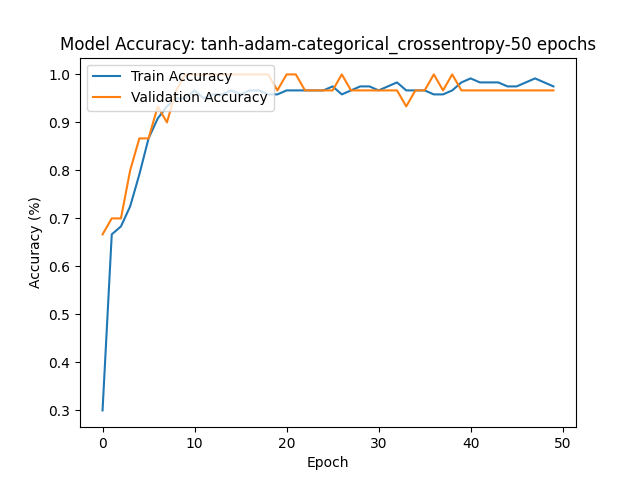 Model Accuracy: tanh-adam-categorical_crossentropy-50 epochs
Train Accuracy
Validation Accuracy
1.0
0.9
0.8
0.7
0.6
0.5
0.4
0.3
Accuracy (%)
0 10 20 30 40 50
Epoch